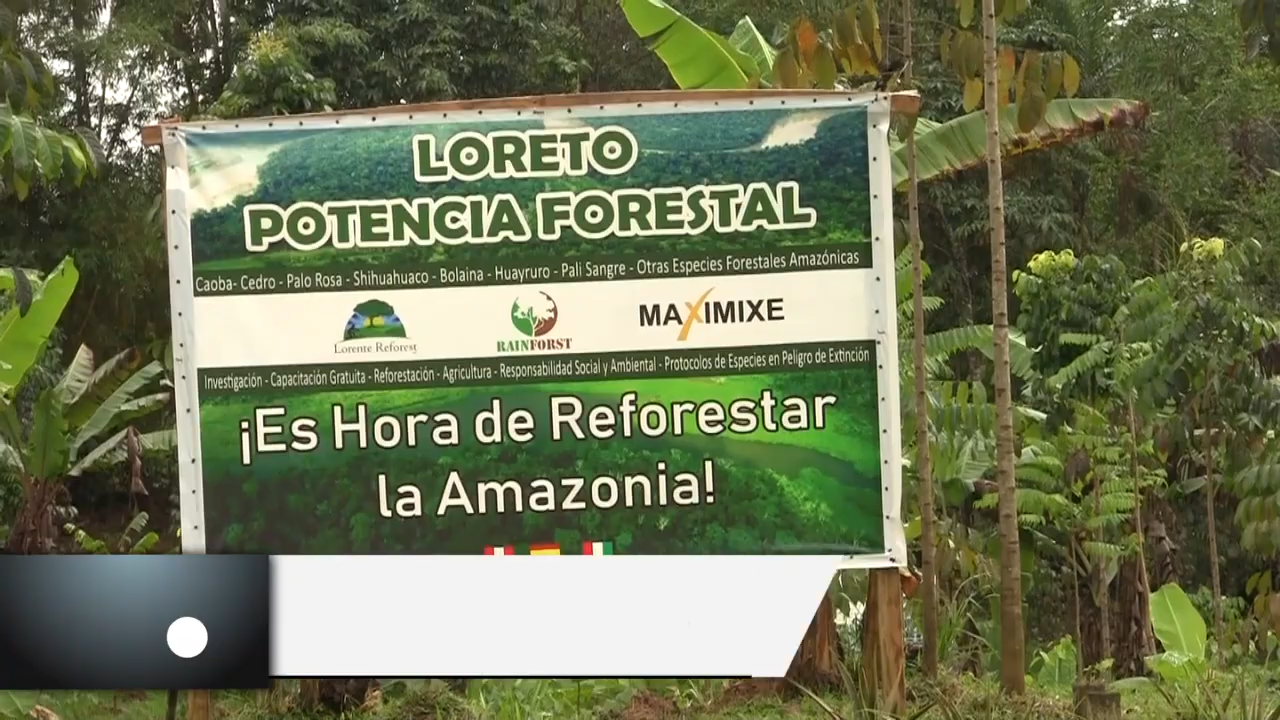 LORETO
POTENCIA FORESTAL
Caoba- Cedro - Palo Rosa - Shihuahuaco - Bolaina - Huayruro - Pali Sangre - Otras Especies Forestales Amazónicas
Lorente Reforest
RAINFORST
MAXIMIXE
Investigación - Capacitación Gratuita - Reforestación - Agricultura - Responsabilidad Social y Ambiental - Protocolos de Especies en Peligro de Extinción
¡Es Hora de Reforestar
la Amazonia!